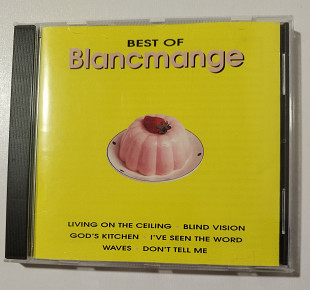 BEST OF
Blancmange
LIVING ON THE CEILING · BLIND VISION
GOD'S KITCHEN · I'VE SEEN THE WORD
WAVES · DON'T TELL ME